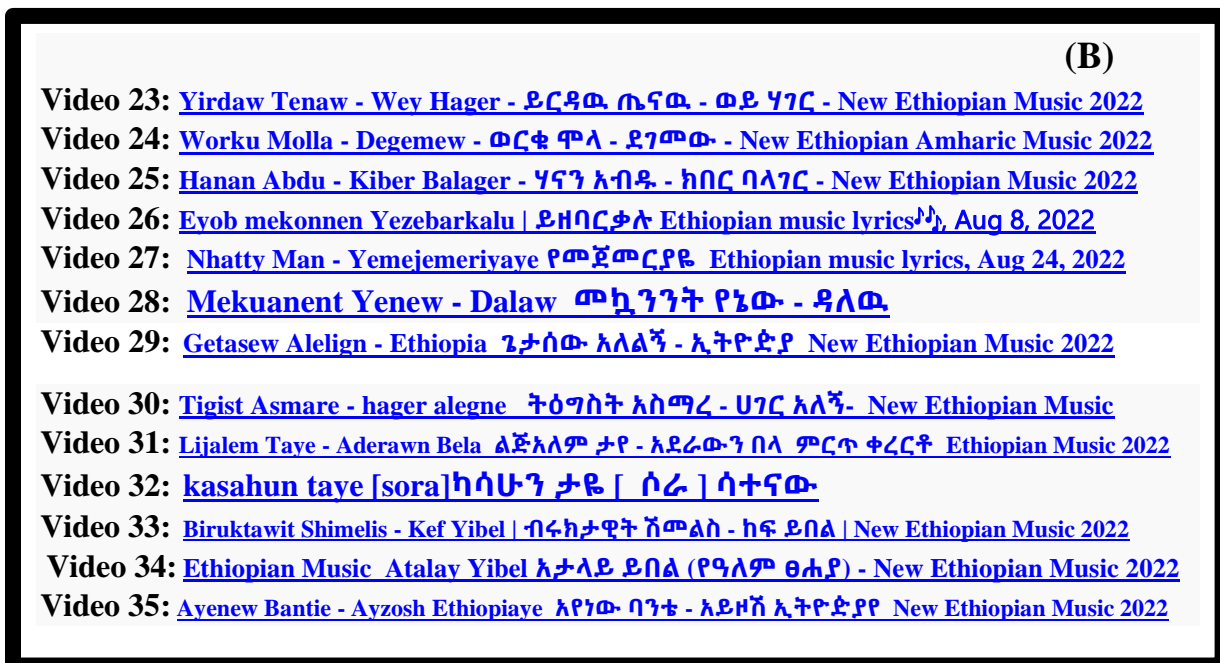 (B)
Video 23: Yirdaw Tenaw - Wey Hager - ይርዳዉ ጤናዉ - ወይ ሃገር - New Ethiopian Music 2022
Video 24: Worku Molla - Degemew - ወርቁ ሞላ - ደገመው - New Ethiopian Amharic Music 2022
Video 25: Hanan Abdu - Kiber Balager - ሃናን አብዱ - ክበር ባላገር - New Ethiopian Music 2022
Video 26: Eyob mekonnen Yezebarkalu | ይዘባርቃሉ Ethiopian music lyrics🎶, Aug 8, 2022
Video 27: Nhatty Man - Yemejemeriyaye የመጀመርያዬ Ethiopian music lyrics, Aug 24, 2022
Video 28: Mekuanent Yenew - Dalaw መኳንንት የኔው - ዳለዉ
Video 29: Getasew Alelign - Ethiopia ጌታሰው አለልኝ - ኢትዮድያ New Ethiopian Music 2022
Video 30: Tigist Asmare - hager alegne ትዕግስት አስማረ - ሀገር አለኝ- New Ethiopian Music
Video 31: Lijalem Taye - Aderawn Bela ልጅአለም ታየ - አደራውን በላ ምርጥ ቀረርቶ Ethiopian Music 2022
Video 32: kasahun taye [sora]ካሳሁን ታዬ [ ሶራ ] ሳተናው
Video 33: Biruktawit Shimelis - Kef Yibel | ብሩክታዊት ሽመልስ - ከፍ ይበል | New Ethiopian Music 2022
Video 34: Ethiopian Music Atalay Yibel አታላይ ይበል (የዓለም ፀሐያ) - New Ethiopian Music 2022
Video 35: Ayenew Bantie - Ayzosh Ethiopiaye አየነው ባንቴ - አይዞሽ ኢትዮድያየ New Ethiopian Music 2022